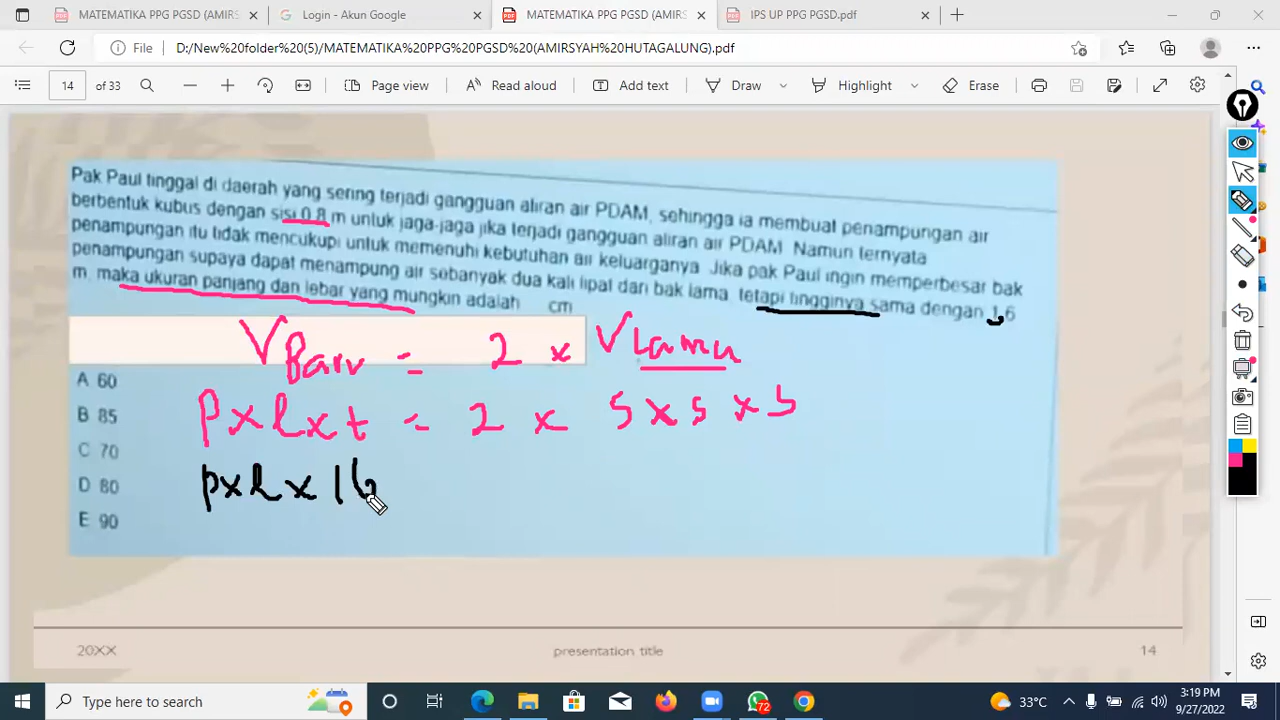 MATEMATIKA PPG PGSD (AMIRSYAH
Login - Akun Google
MATEMATIKA PPG PGSD (AMIRS
IPS UP PPG PGSD.pdf
File
D:/New%20folder%20(5)/MATEMATIKA%20PPG%20PGSD%20(AMIRSYAH%20HUTAGALUNG).pdf
14 of 33
Page view
Read aloud
Add text
Draw
Highlight
Erase
Pak Paul tinggal di daerah yang sering terjadi gangguan aliran air PDAM, sehingga ia membuat penampungan air
berbentuk kubus dengan sisi 0,8 m untuk jaga-jaga jika terjadi gangguan aliran air PDAM. Namun ternyata
penampungan itu tidak mencukupi untuk memenuhi kebutuhan air keluarganya. Jika pak Paul ingin memperbesar bak
penampungan supaya dapat menampung air sebanyak dua kali lipat dari bak lama tetapi tingginya sama dengan 1,6
m. maka ukuran panjang dan lebar yang mungkin adalah cm
V Baru = 2 x V Lama
A 60
B 85
P x l x t = 2 x s x s x s
C 70
D 80
p x l x 16
E 90
20XX
presentation title
14
Type here to search
72
33°C
3:19 PM
9/27/2022